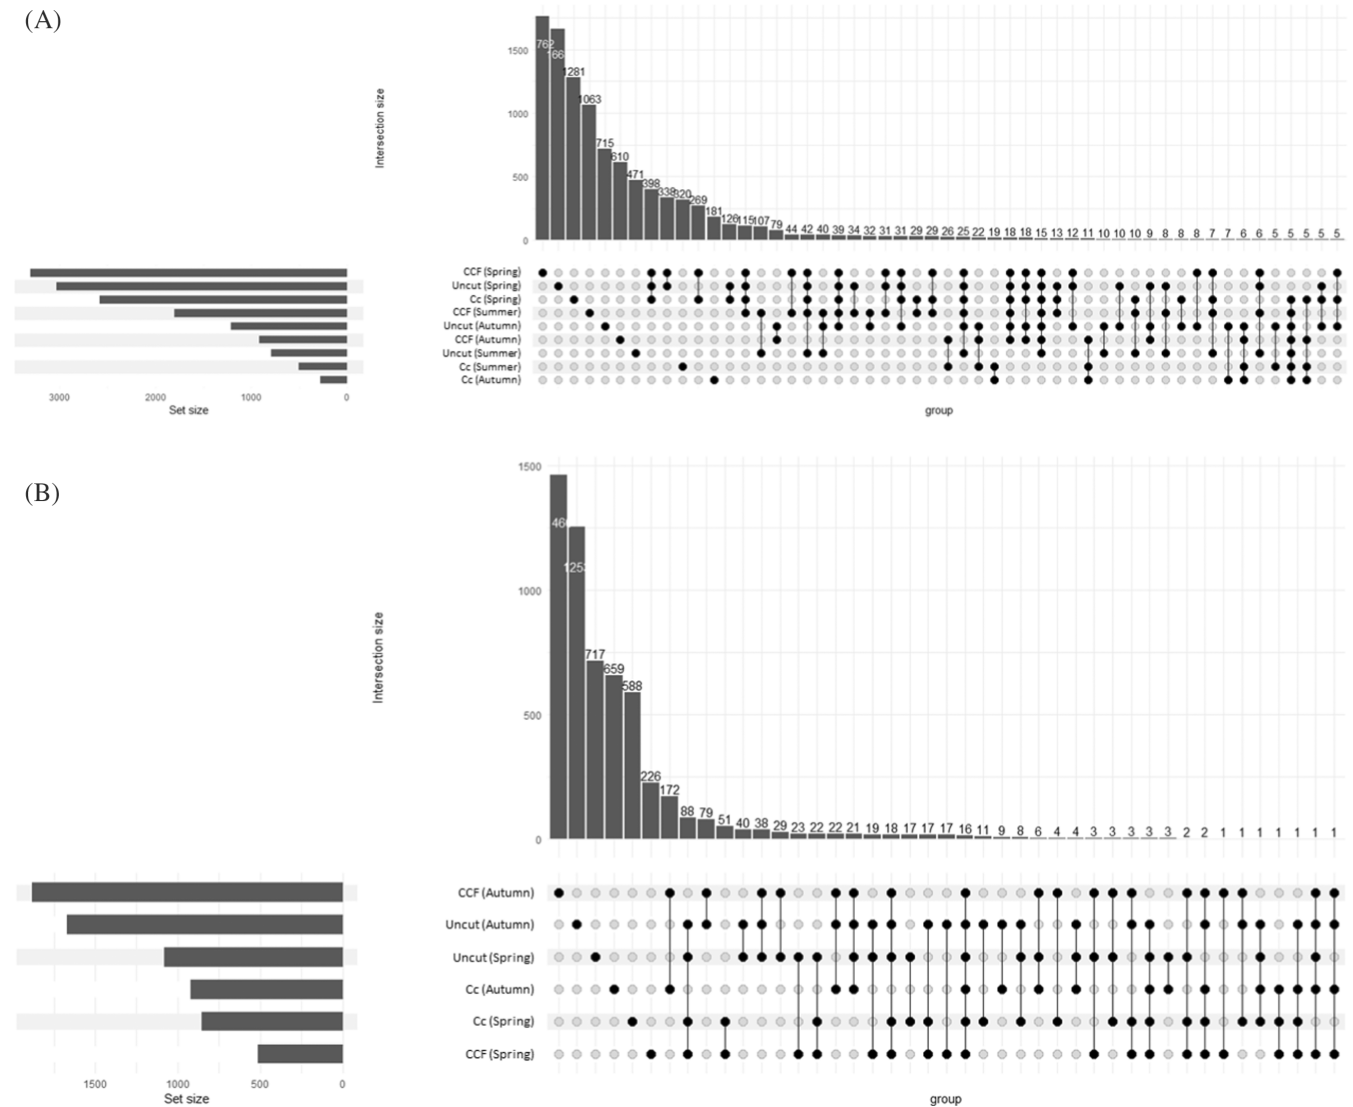 (A)
Intersection size
1500
1000
500
0
762 66 1281 1063 715 610 471 398 338 320 269 181 126 115 107 79 44 42 40 39 34 32 31 31 29 29 26 25 22 19 18 18 15 13 12 11 10 10 10 9 8 8 8 7 7 6 6 5 5 5 5 5
CCF (Spring)
Uncut (Spring)
Cc (Spring)
CCF (Summer)
Uncut (Autumn)
CCF (Autumn)
Uncut (Summer)
Cc (Summer)
Cc (Autumn)
3000 2000 1000 0
Set size
group
(B)
Intersection size
1500
1000
500
0
46 125 717 659 588 226 172 88 79 51 40 38 29 23 22 22 21 19 18 17 17 17 16 11 9 8 6 4 4 3 3 3 3 3 2 2 1 1 1 1 1 1 1
CCF (Autumn)
Uncut (Autumn)
Uncut (Spring)
Cc (Autumn)
Cc (Spring)
CCF (Spring)
1500 1000 500 0
Set size
group